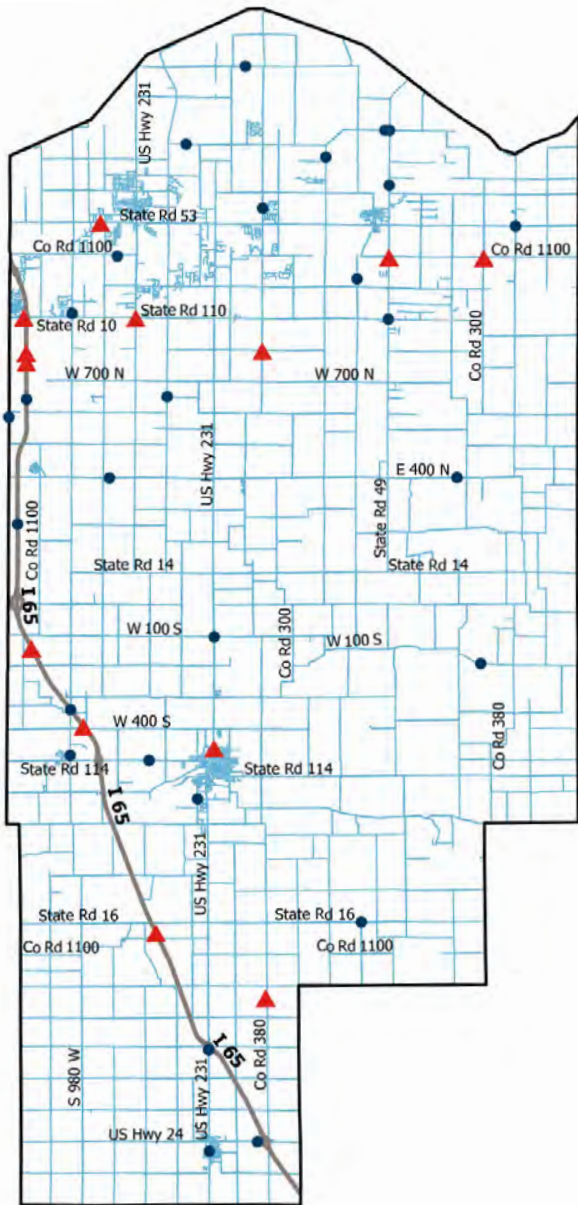 US Hwy 231
State Rd 53
Co Rd 1100
Co Rd 1100
State Rd 10
State Rd 110
Co Rd 300
W 700 N
W 700 N
US Hwy 231
E 400 N
State Rd 49
Co Rd 1100
State Rd 14
State Rd 14
I 65
W 100 S
Co Rd 300
W 100 S
Co Rd 380
W 400 S
State Rd 114
State Rd 114
I 65
US Hwy 231
State Rd 16
State Rd 16
Co Rd 1100
Co Rd 1100
I 65
Co Rd 380
S 980 W
US Hwy 231
US Hwy 24